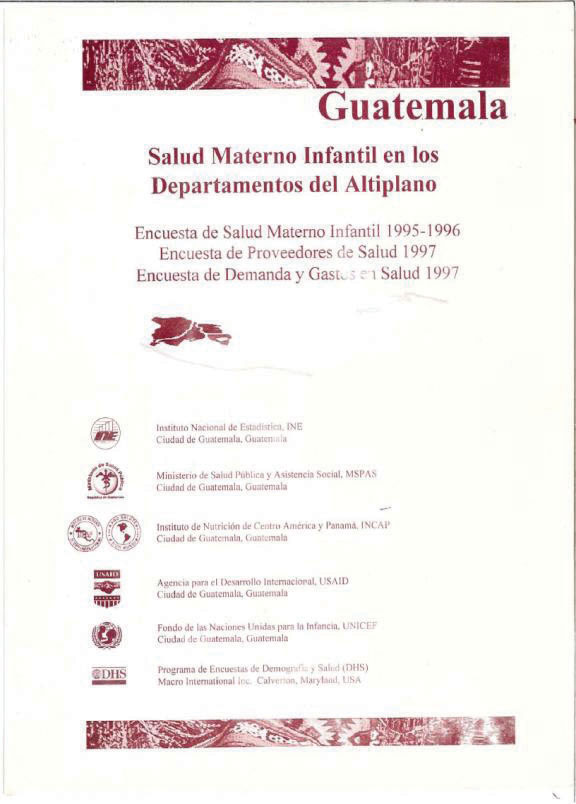 Guatemala
Salud Materno Infantil en los
Departamentos del Altiplano
Encuesta de Salud Materno Infantil 1995-1996
Encuesta de Proveedores de Salud 1997
Encuesta de Demanda y Gastos en Salud 1997
INE
Instituto Nacional de Estadística, INE
Ciudad de Guatemala, Guatemala
Ministerio de Salud Pública y Asistencia Social, MSPAS
Ciudad de Guatemala, Guatemala
Instituto de Nutrición de Centro América y Panamá, INCAP
Ciudad de Guatemala, Guatemala
USAID
Agencia para el Desarrollo Internacional, USAID
Ciudad de Guatemala, Guatemala
Fondo de las Naciones Unidas para la Infancia, UNICEF
Ciudad de Guatemala, Guatemala
DHS
Programa de Encuestas de Demografía y Salud (DHS)
Macro International Inc. Calverton, Maryland, USA